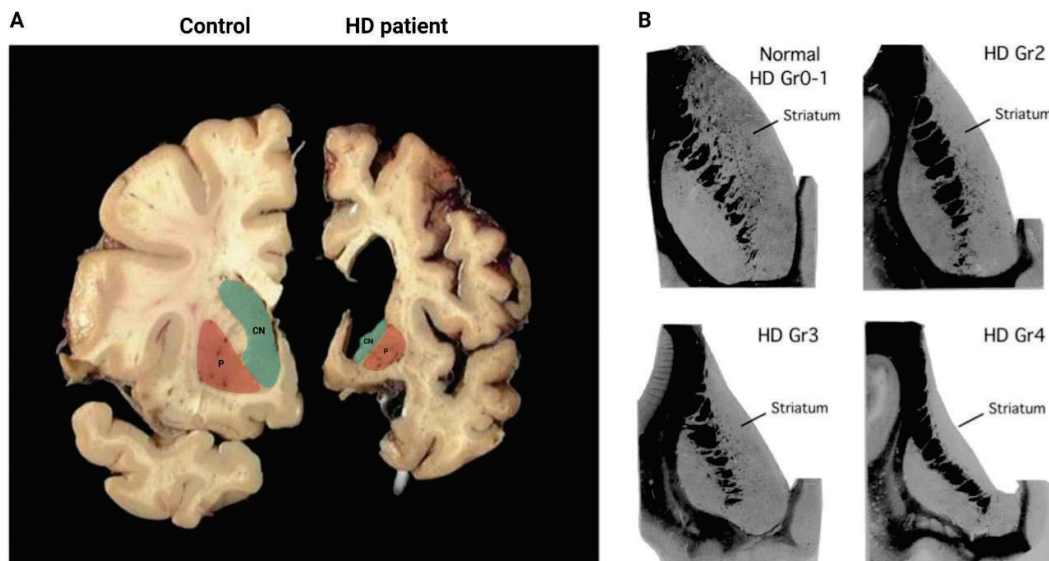 A
Control
HD patient
CN
P
CN
P
B
Normal
HD Gr0-1
Striatum
HD Gr2
Striatum
HD Gr3
Striatum
HD Gr4
Striatum